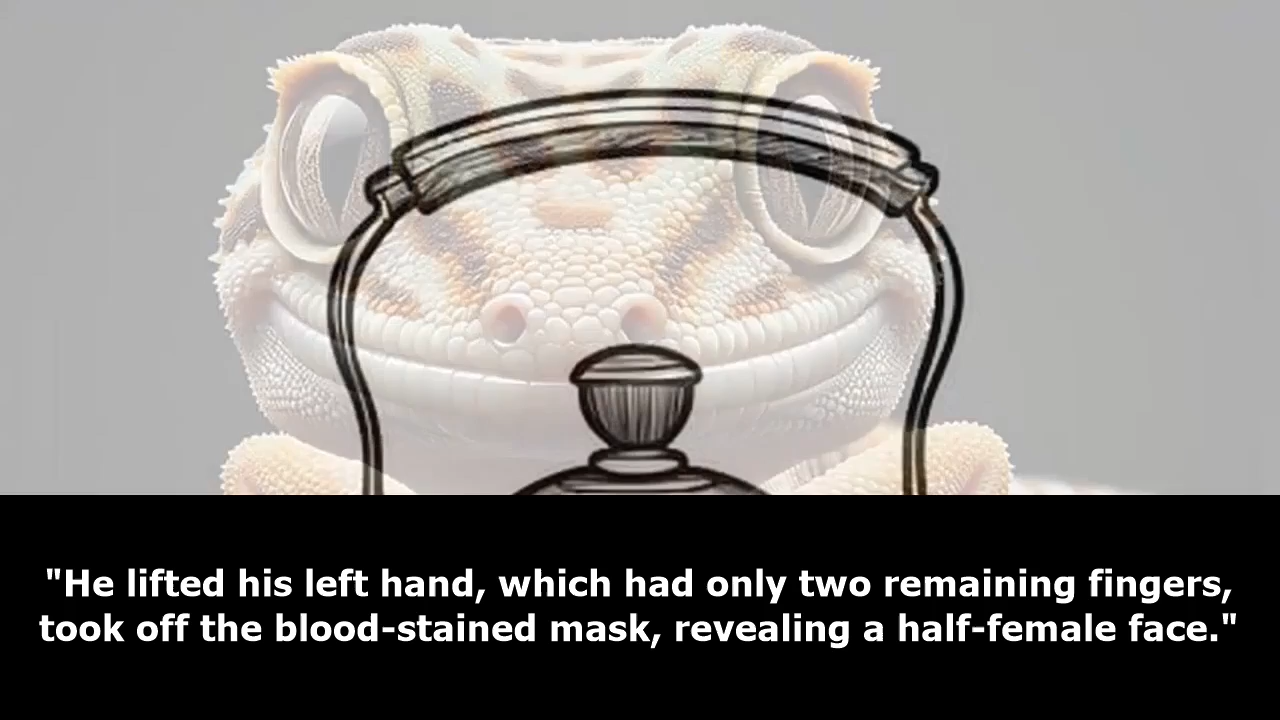 "He lifted his left hand, which had only two remaining fingers,
took off the blood-stained mask, revealing a half-female face."